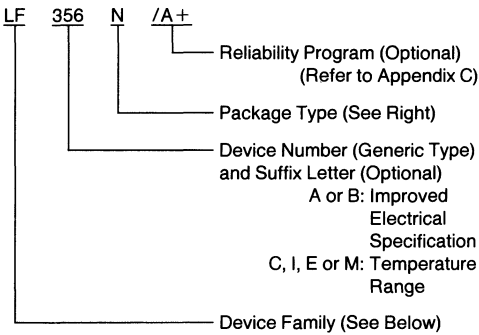 LF 356 N /A+
Reliability Program (Optional)
(Refer to Appendix C)
Package Type (See Right)
Device Number (Generic Type)
and Suffix Letter (Optional)
A or B: Improved
Electrical
Specification
C, I, E or M: Temperature
Range
Device Family (See Below)